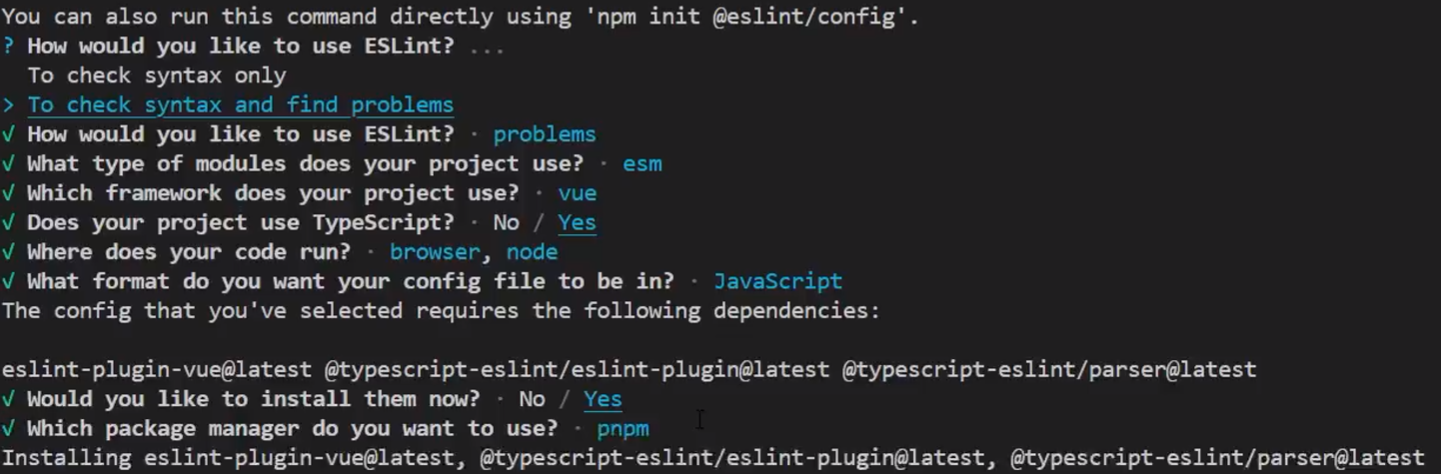 You can also run this command directly using 'npm init @eslint/config'.
? How would you like to use ESLint? ...
To check syntax only
> To check syntax and find problems
√ How would you like to use ESLint? · problems
√ What type of modules does your project use? · esm
√ Which framework does your project use? · vue
√ Does your project use TypeScript? · No / Yes
√ Where does your code run? · browser, node
√ What format do you want your config file to be in? · JavaScript
The config that you've selected requires the following dependencies:
eslint-plugin-vue@latest @typescript-eslint/eslint-plugin@latest @typescript-eslint/parser@latest
√ Would you like to install them now? · No / Yes
√ Which package manager do you want to use? · pnpm
Installing eslint-plugin-vue@latest, @typescript-eslint/eslint-plugin@latest, @typescript-eslint/parser@latest